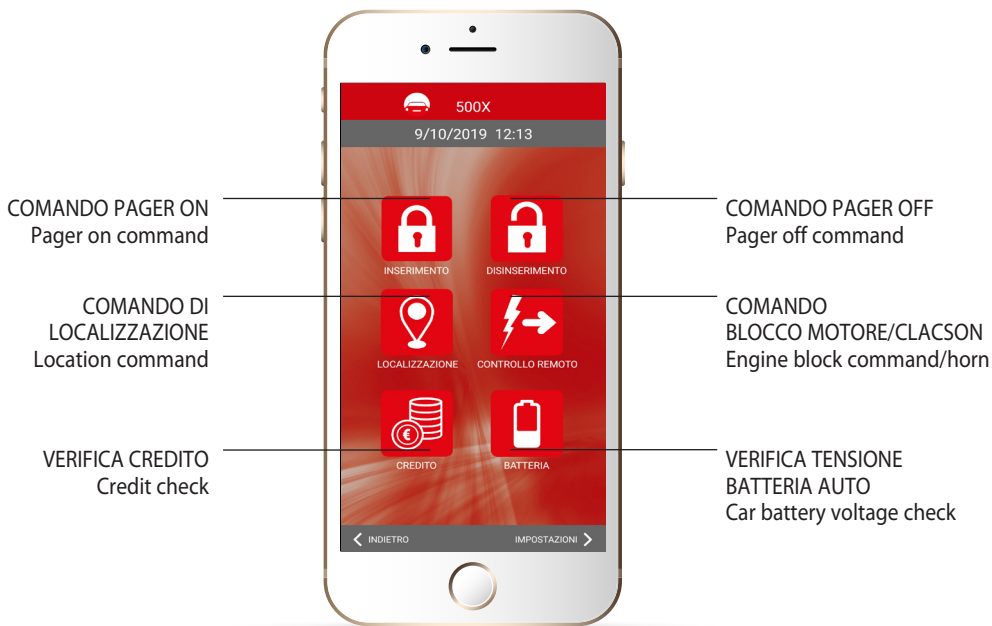 500X
9/10/2019 12:13
COMANDO PAGER ON
Pager on command
COMANDO PAGER OFF
Pager off command
INSERIMENTO
DISINSERIMENTO
COMANDO DI
LOCALIZZAZIONE
Location command
COMANDO
BLOCCO MOTORE/CLACSON
Engine block command/horn
LOCALIZZAZIONE
CONTROLLO REMOTO
€
VERIFICA CREDITO
Credit check
VERIFICA TENSIONE
BATTERIA AUTO
Car battery voltage check
CREDITO
BATTERIA
INDIETRO
IMPOSTAZIONI